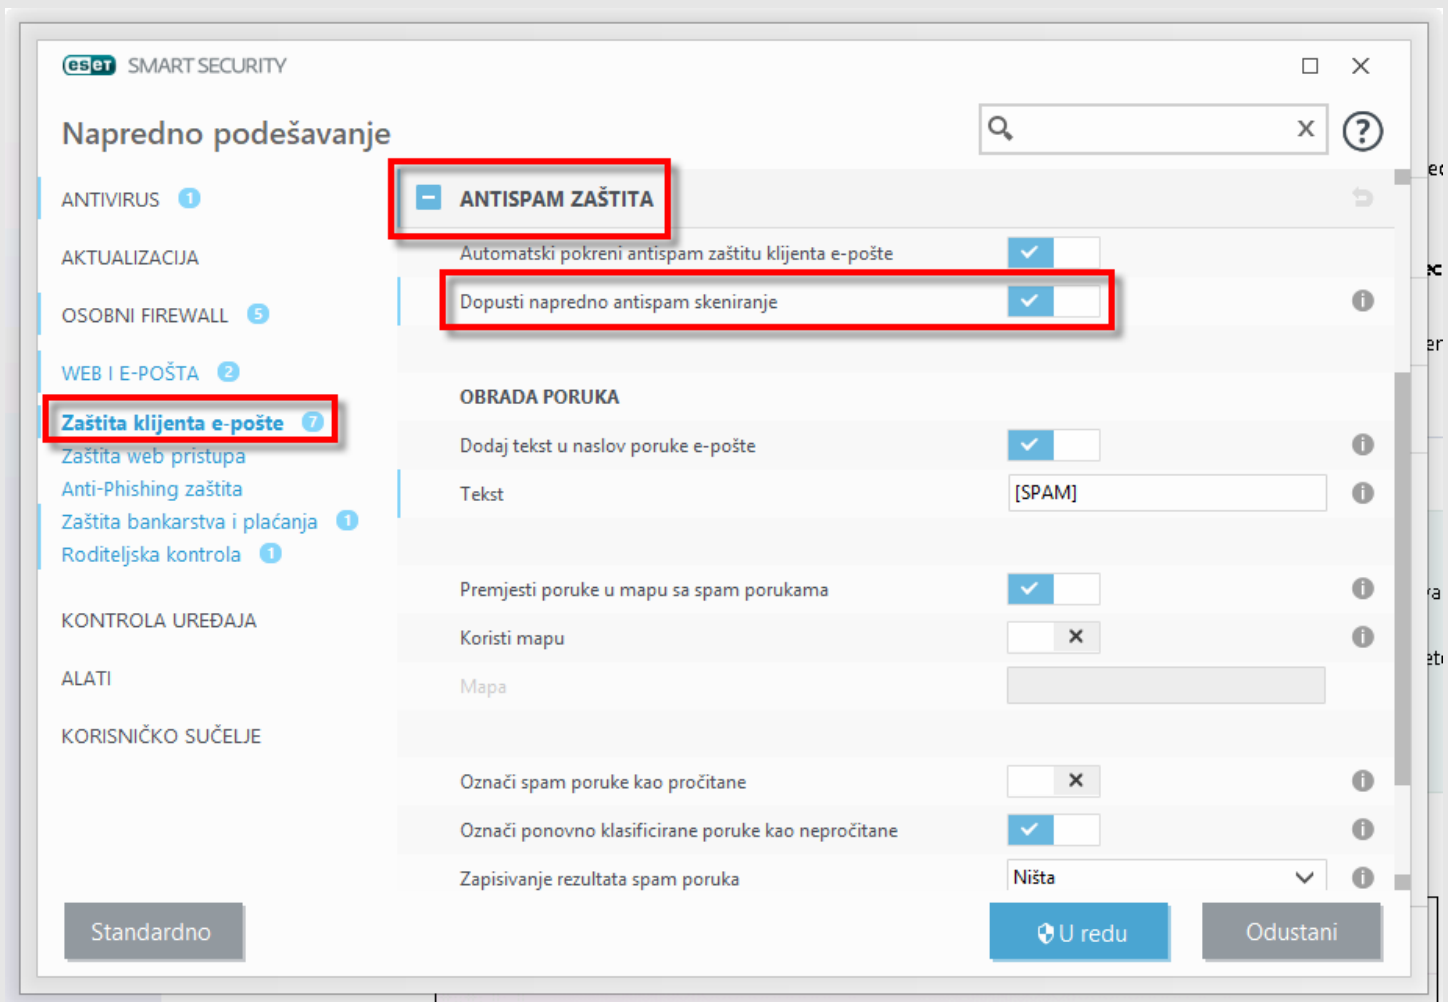 eset SMART SECURITY
Napredno podešavanje
x
?
ANTIVIRUS 1
AKTUALIZACIJA
OSOBNI FIREWALL 5
WEB I E-POŠTA 2
Zaštita klijenta e-pošte 7
Zaštita web pristupa
Anti-Phishing zaštita
Zaštita bankarstva i plaćanja 1
Roditeljska kontrola 1
KONTROLA UREĐAJA
ALATI
KORISNIČKO SUČELJE
ANTISPAM ZAŠTITA
Automatski pokreni antispam zaštitu klijenta e-pošte
Dopusti napredno antispam skeniranje
OBRADA PORUKA
Dodaj tekst u naslov poruke e-pošte
Tekst [SPAM]
Premjesti poruke u mapu sa spam porukama
Koristi mapu
Mapa
Označi spam poruke kao pročitane
Označi ponovno klasificirane poruke kao nepročitane
Zapisivanje rezultata spam poruka Ništa
Standardno
U redu
Odustani